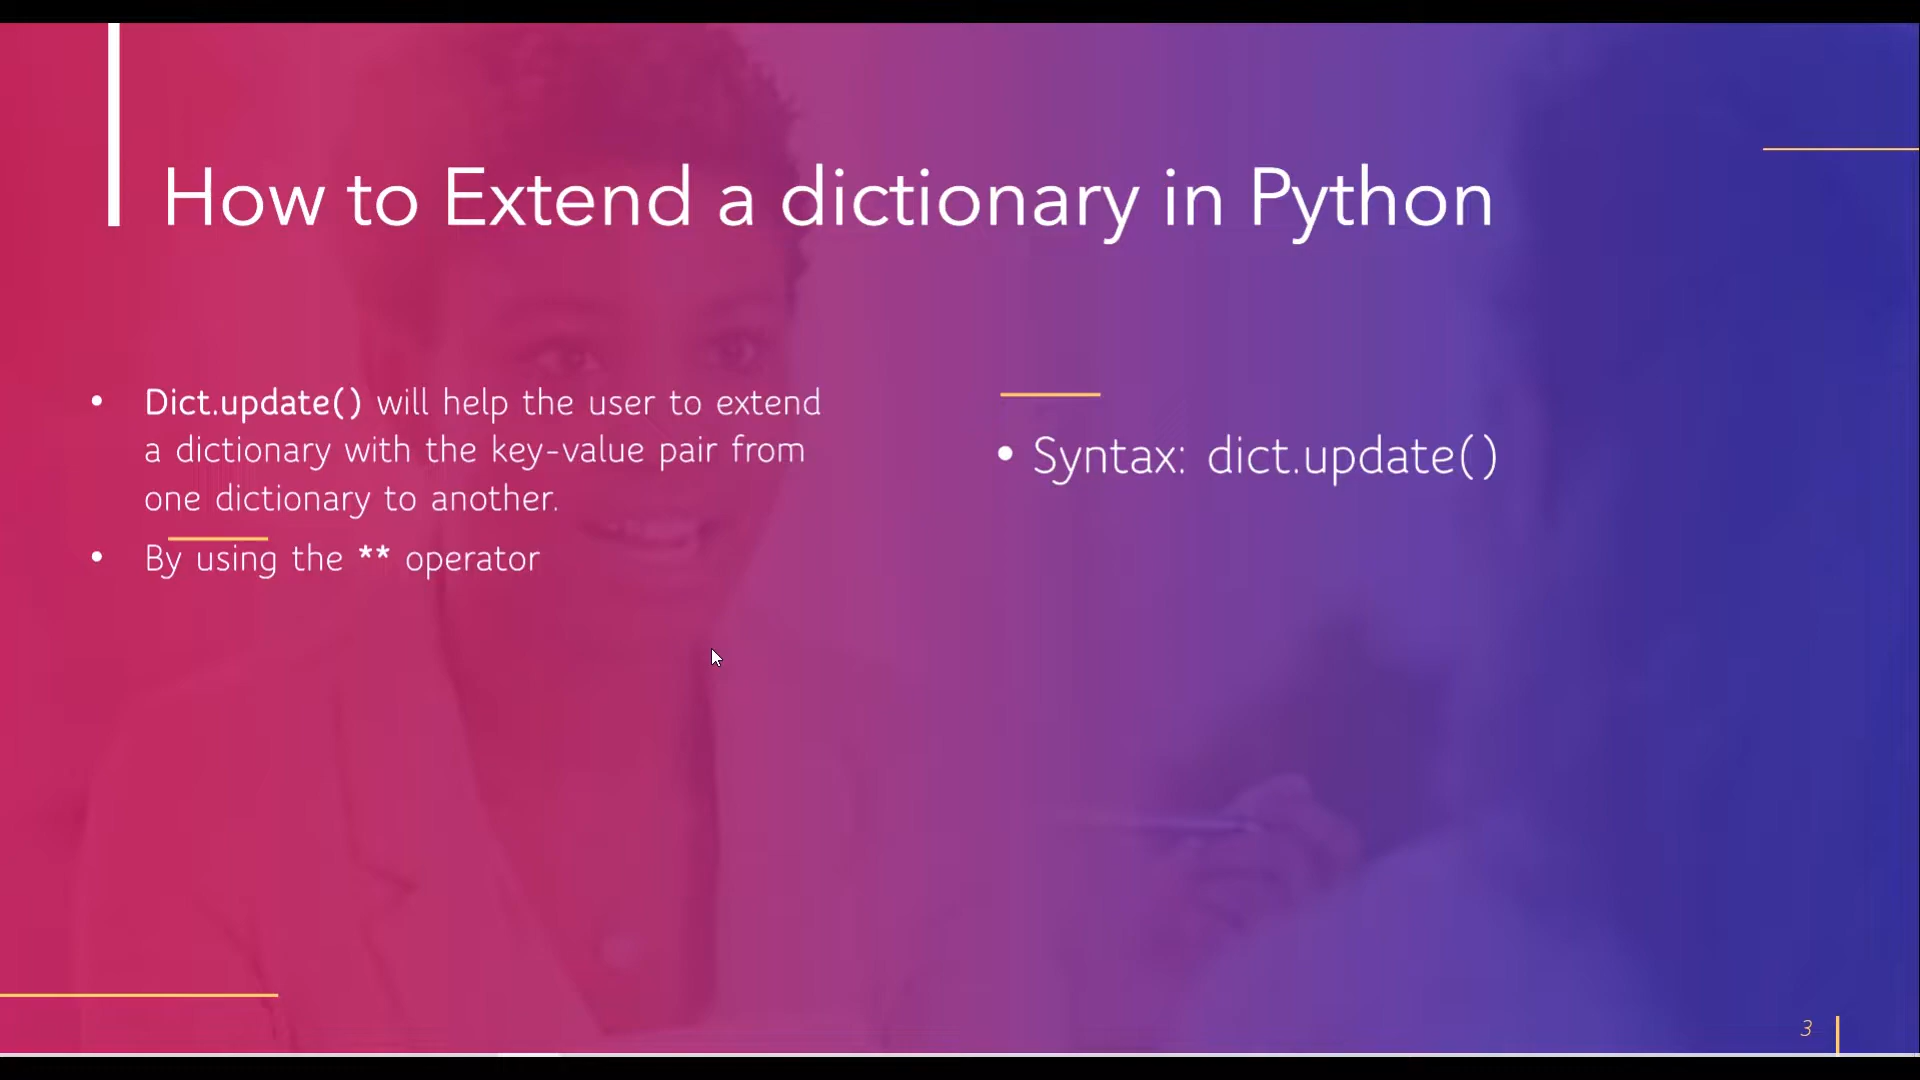 How to Extend a dictionary in Python
• Dict.update() will help the user to extend
a dictionary with the key-value pair from
one dictionary to another.
• By using the ** operator
• Syntax: dict.update()
3